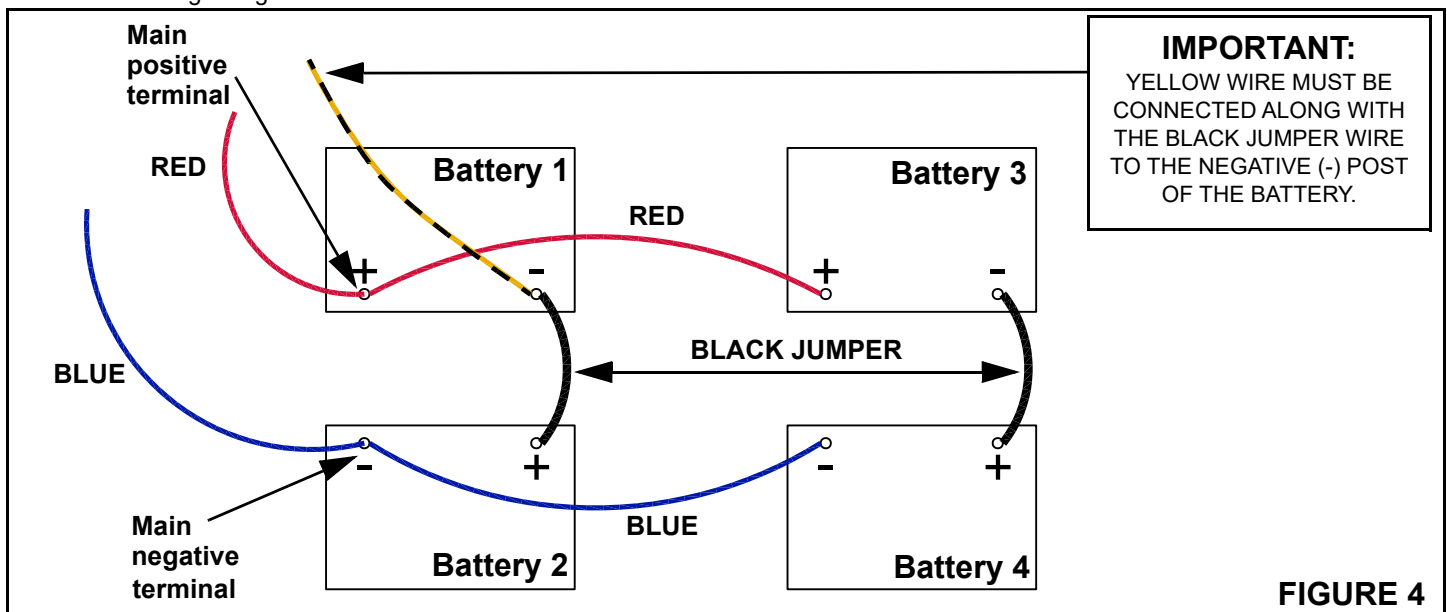 Main
positive
terminal
IMPORTANT:
YELLOW WIRE MUST BE
CONNECTED ALONG WITH
THE BLACK JUMPER WIRE
TO THE NEGATIVE (-) POST
OF THE BATTERY.
RED
Battery 1
Battery 3
RED
+
-
+
-
BLACK JUMPER
BLUE
-
+
-
+
BLUE
Main
negative
terminal
Battery 2
Battery 4
FIGURE 4